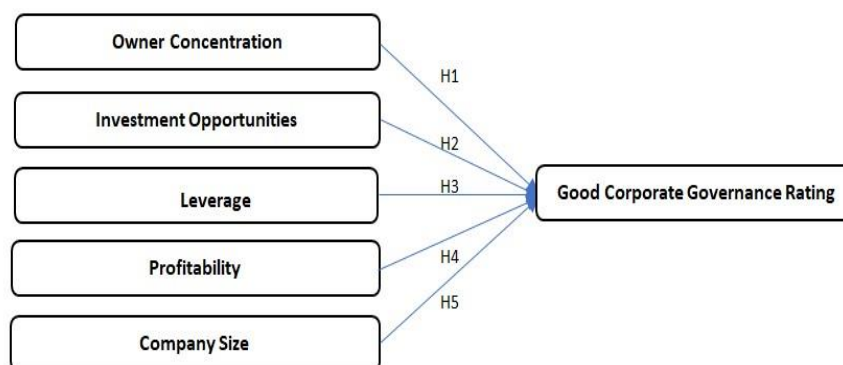 Owner Concentration
H1
Investment Opportunities
H2
Leverage
H3
Good Corporate Governance Rating
Profitability
H4
H5
Company Size